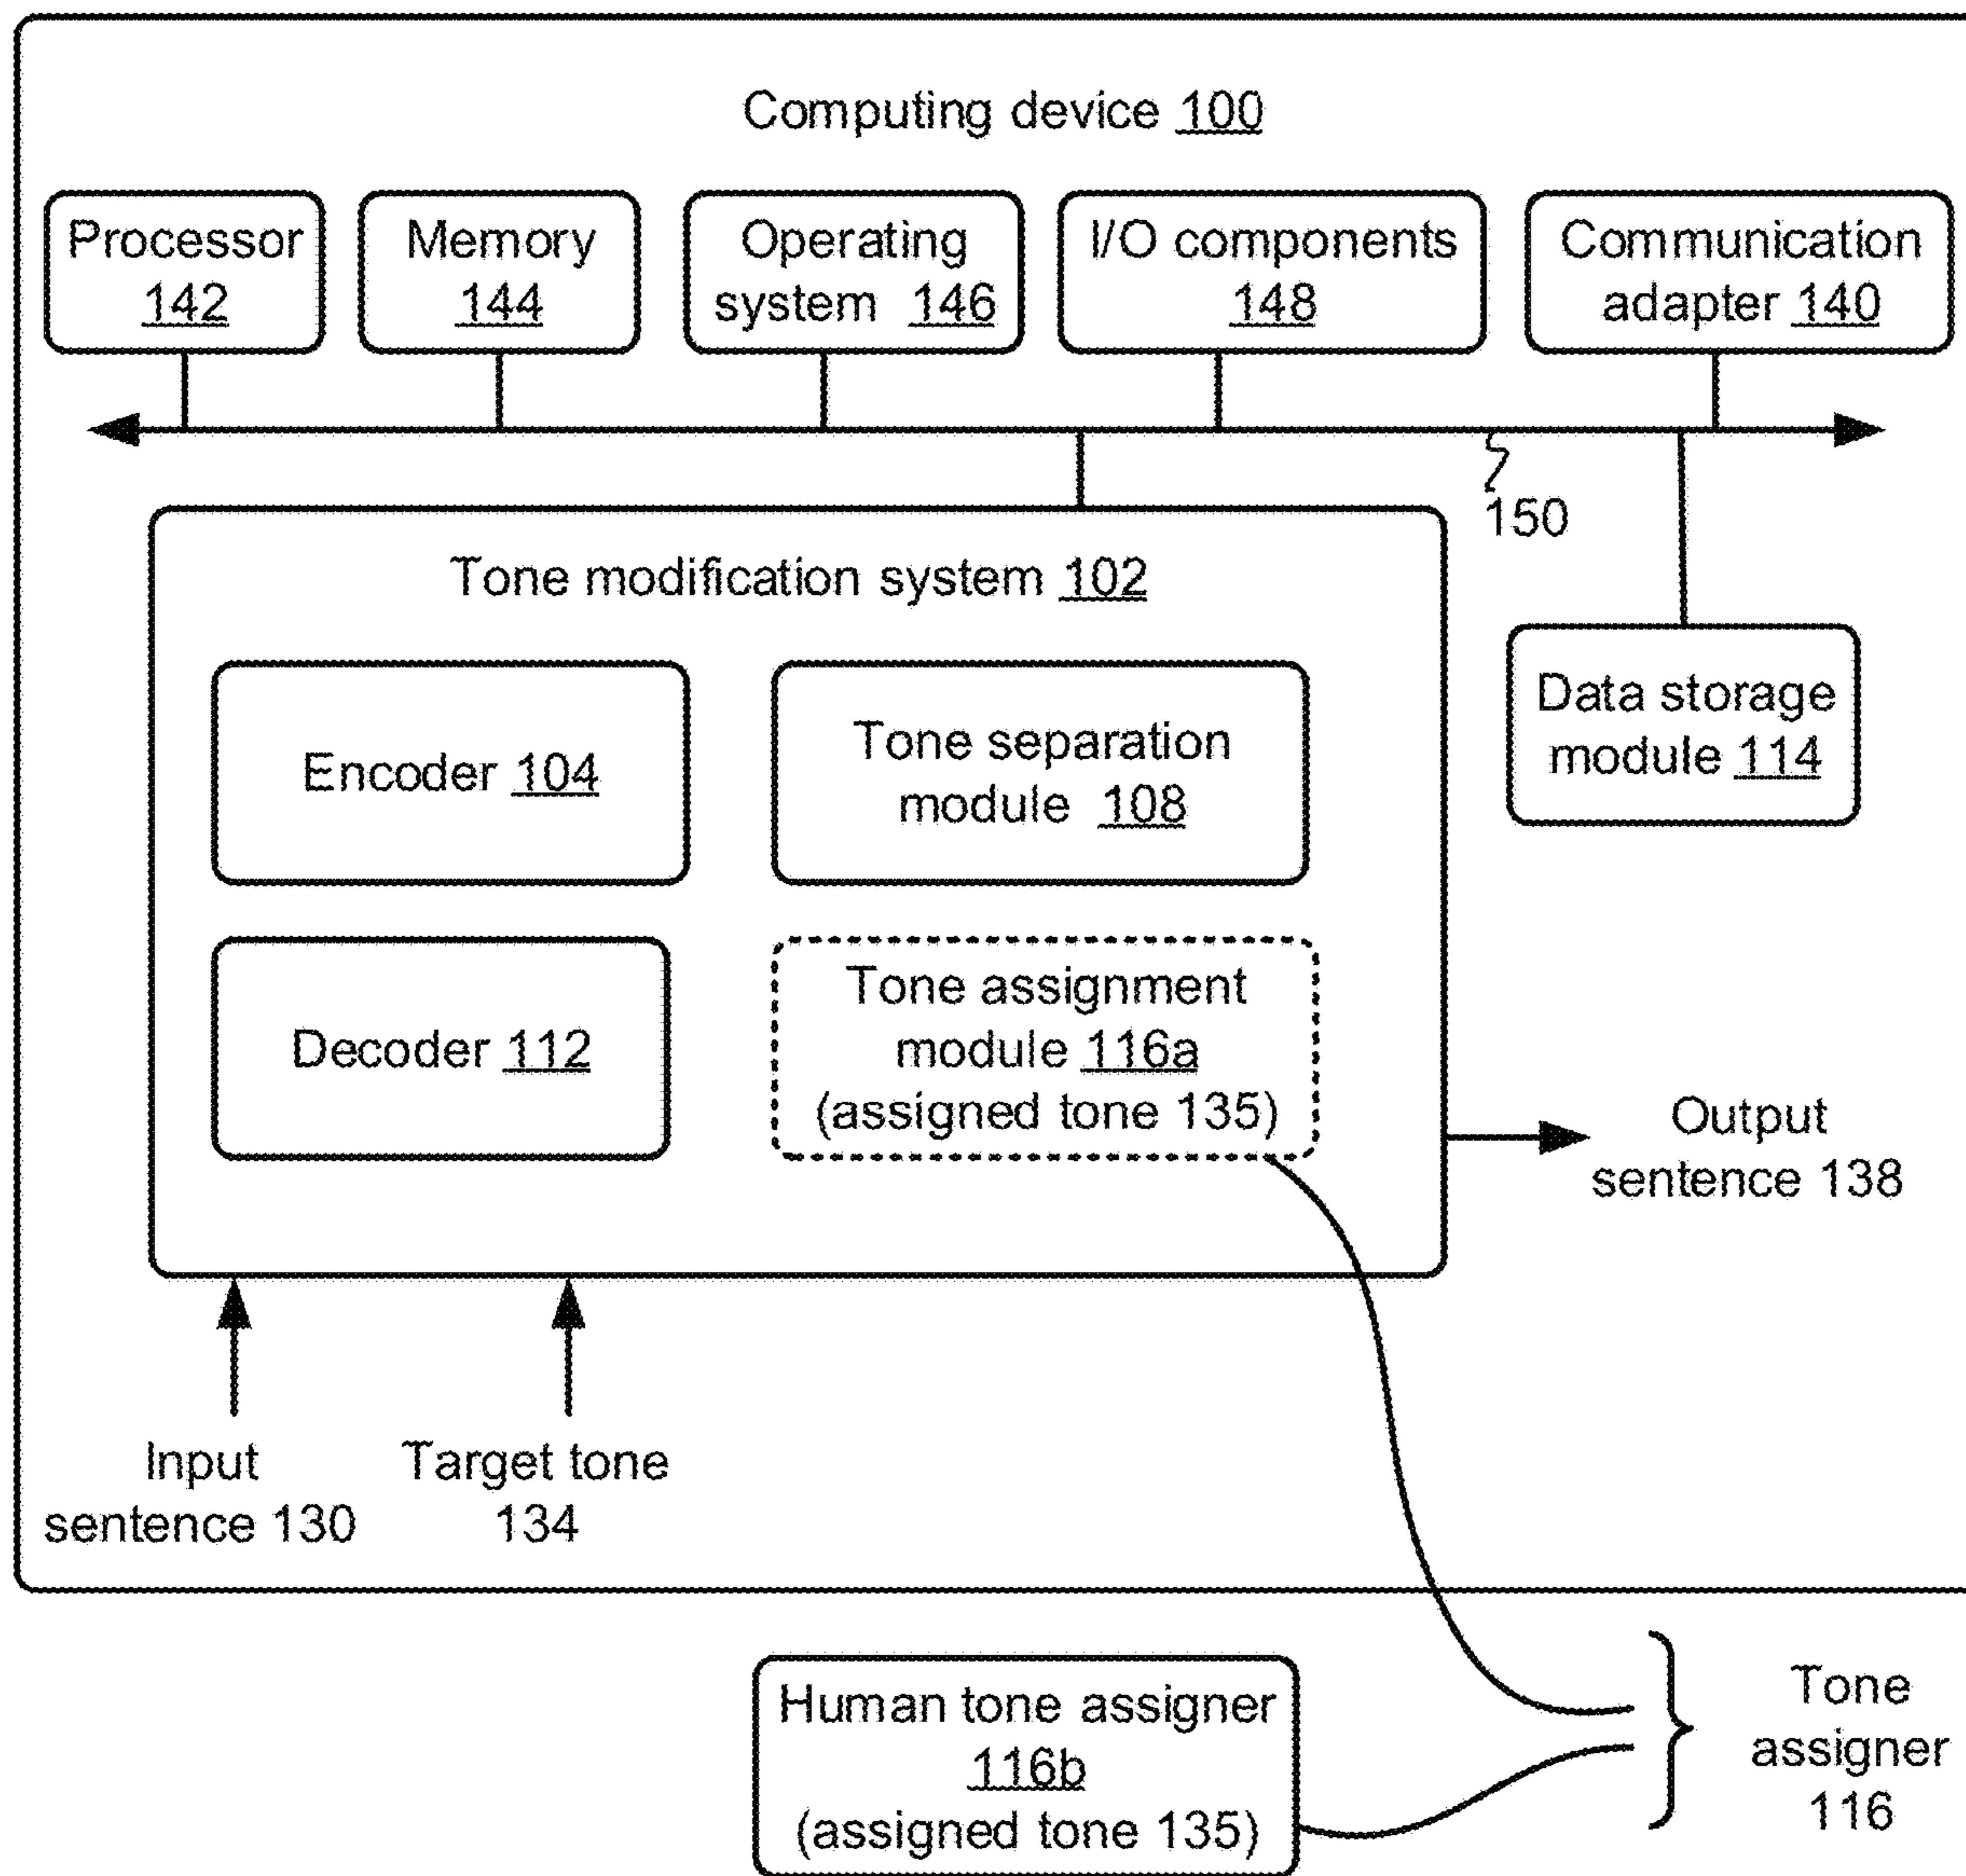 Computing device 100
Processor
142
Memory
144
Operating
system 146
I/O components
148
Communication
adapter 140
150
Tone modification system 102
Encoder 104
Tone separation
module 108
Data storage
module 114
Decoder 112
Tone assignment
module 116a
(assigned tone 135)
Output
sentence 138
Input
sentence 130
Target tone
134
Human tone assigner
116b
(assigned tone 135)
Tone
assigner
116